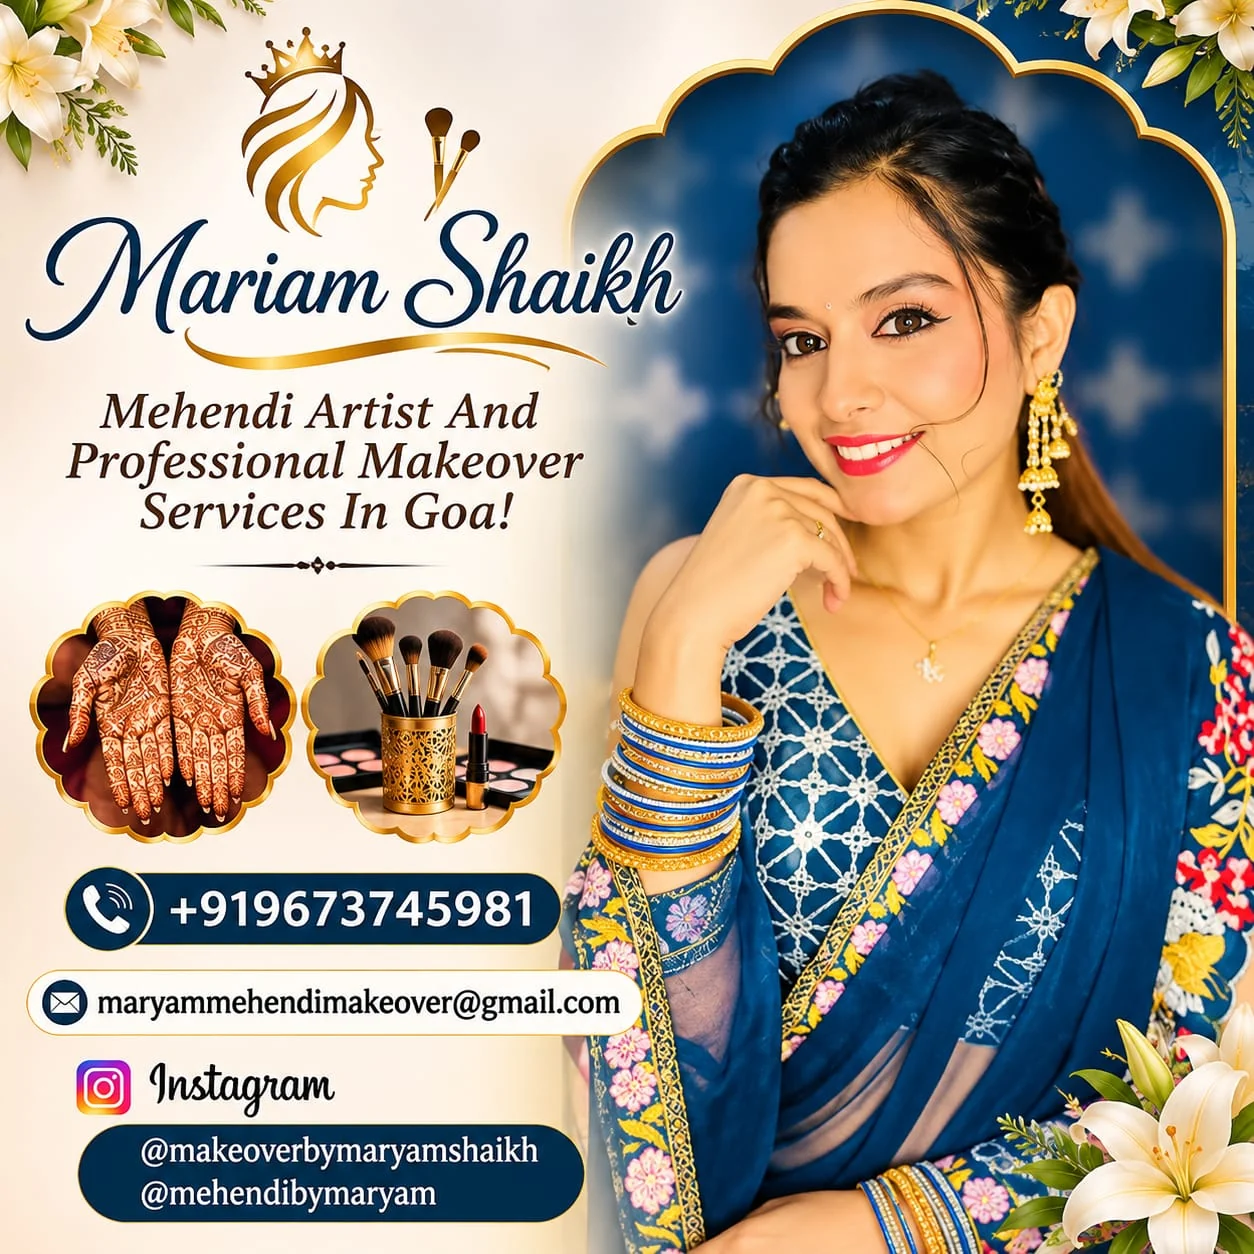 Mariam Shaikh
Mehendi Artist And
Professional Makeover
Services In Goa!
+919673745981
maryammehendimakeover@gmail.com
Instagram
@makeoverbymaryamshaikh
@mehendibymaryam